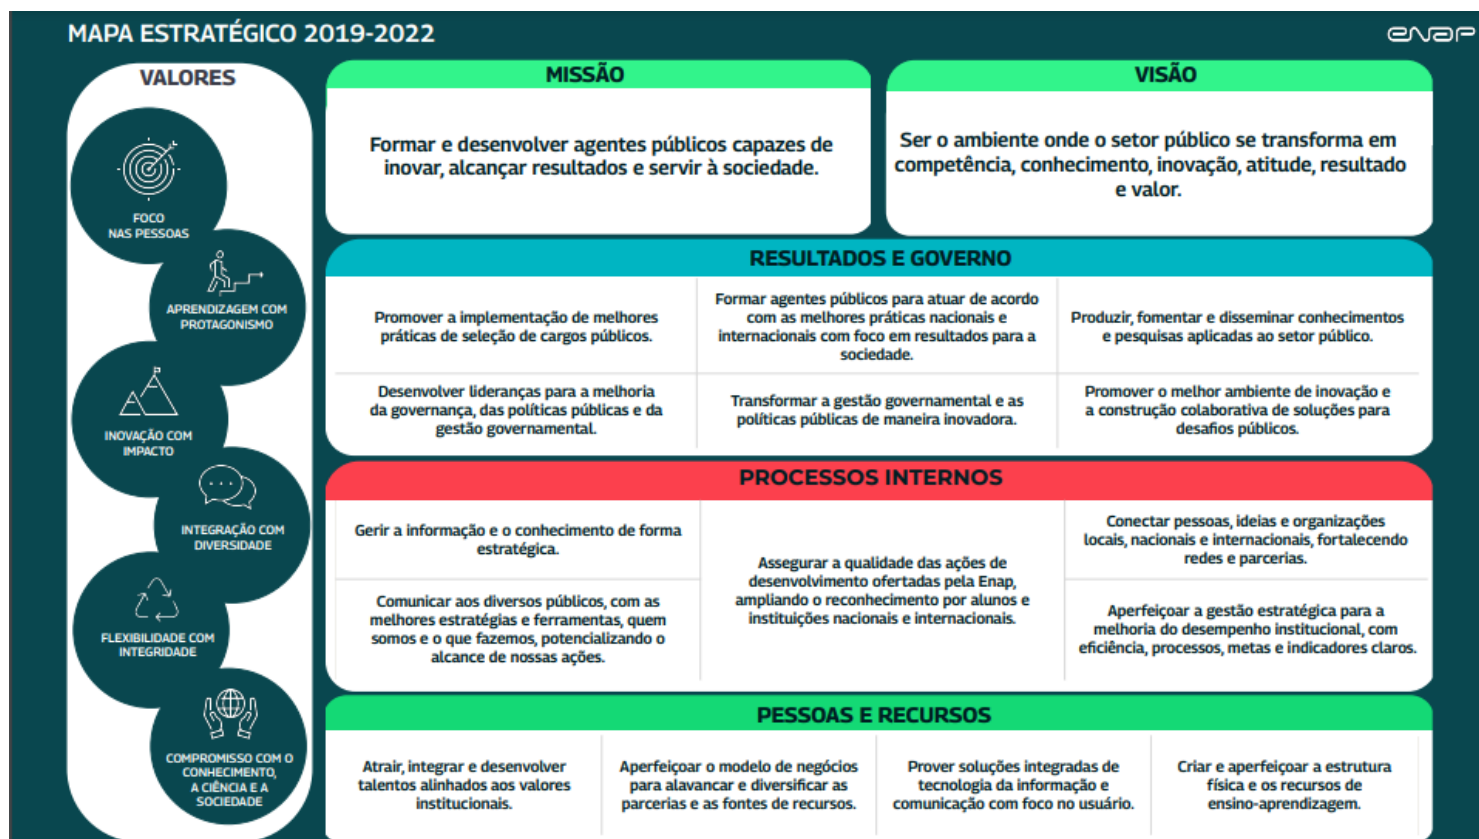 MAPA ESTRATÉGICO 2019-2022
enap
VALORES
FOCO
NAS PESSOAS
APRENDIZAGEM COM
PROTAGONISMO
INOVAÇÃO COM
IMPACTO
INTEGRAÇÃO COM
DIVERSIDADE
FLEXIBILIDADE COM
INTEGRIDADE
COMPROMISSO COM O
CONHECIMENTO,
A CIÊNCIA E A
SOCIEDADE
MISSÃO
Formar e desenvolver agentes públicos capazes de
inovar, alcançar resultados e servir à sociedade.
VISÃO
Ser o ambiente onde o setor público se transforma em
competência, conhecimento, inovação, atitude, resultado
e valor.
RESULTADOS E GOVERNO
Promover a implementação de melhores
práticas de seleção de cargos públicos.
Formar agentes públicos para atuar de acordo
com as melhores práticas nacionais e
internacionais com foco em resultados para a
sociedade.
Produzir, fomentar e disseminar conhecimentos
e pesquisas aplicadas ao setor público.
Desenvolver lideranças para a melhoria
da governança, das políticas públicas e da
gestão governamental.
Transformar a gestão governamental e as
políticas públicas de maneira inovadora.
Promover o melhor ambiente de inovação e
a construção colaborativa de soluções para
desafios públicos.
PROCESSOS INTERNOS
Gerir a informação e o conhecimento de forma
estratégica.
Comunicar aos diversos públicos, com as
melhores estratégias e ferramentas, quem
somos e o que fazemos, potencializando o
alcance de nossas ações.
Assegurar a qualidade das ações de
desenvolvimento ofertadas pela Enap,
ampliando o reconhecimento por alunos e
instituições nacionais e internacionais.
Conectar pessoas, ideias e organizações
locais, nacionais e internacionais, fortalecendo
redes e parcerias.
Aperfeiçoar a gestão estratégica para a
melhoria do desempenho institucional, com
eficiência, processos, metas e indicadores claros.
PESSOAS E RECURSOS
Atrair, integrar e desenvolver
talentos alinhados aos valores
institucionais.
Aperfeiçoar o modelo de negócios
para alavancar e diversificar as
parcerias e as fontes de recursos.
Prover soluções integradas de
tecnologia da informação e
comunicação com foco no usuário.
Criar e aperfeiçoar a estrutura
física e os recursos de
ensino-aprendizagem.